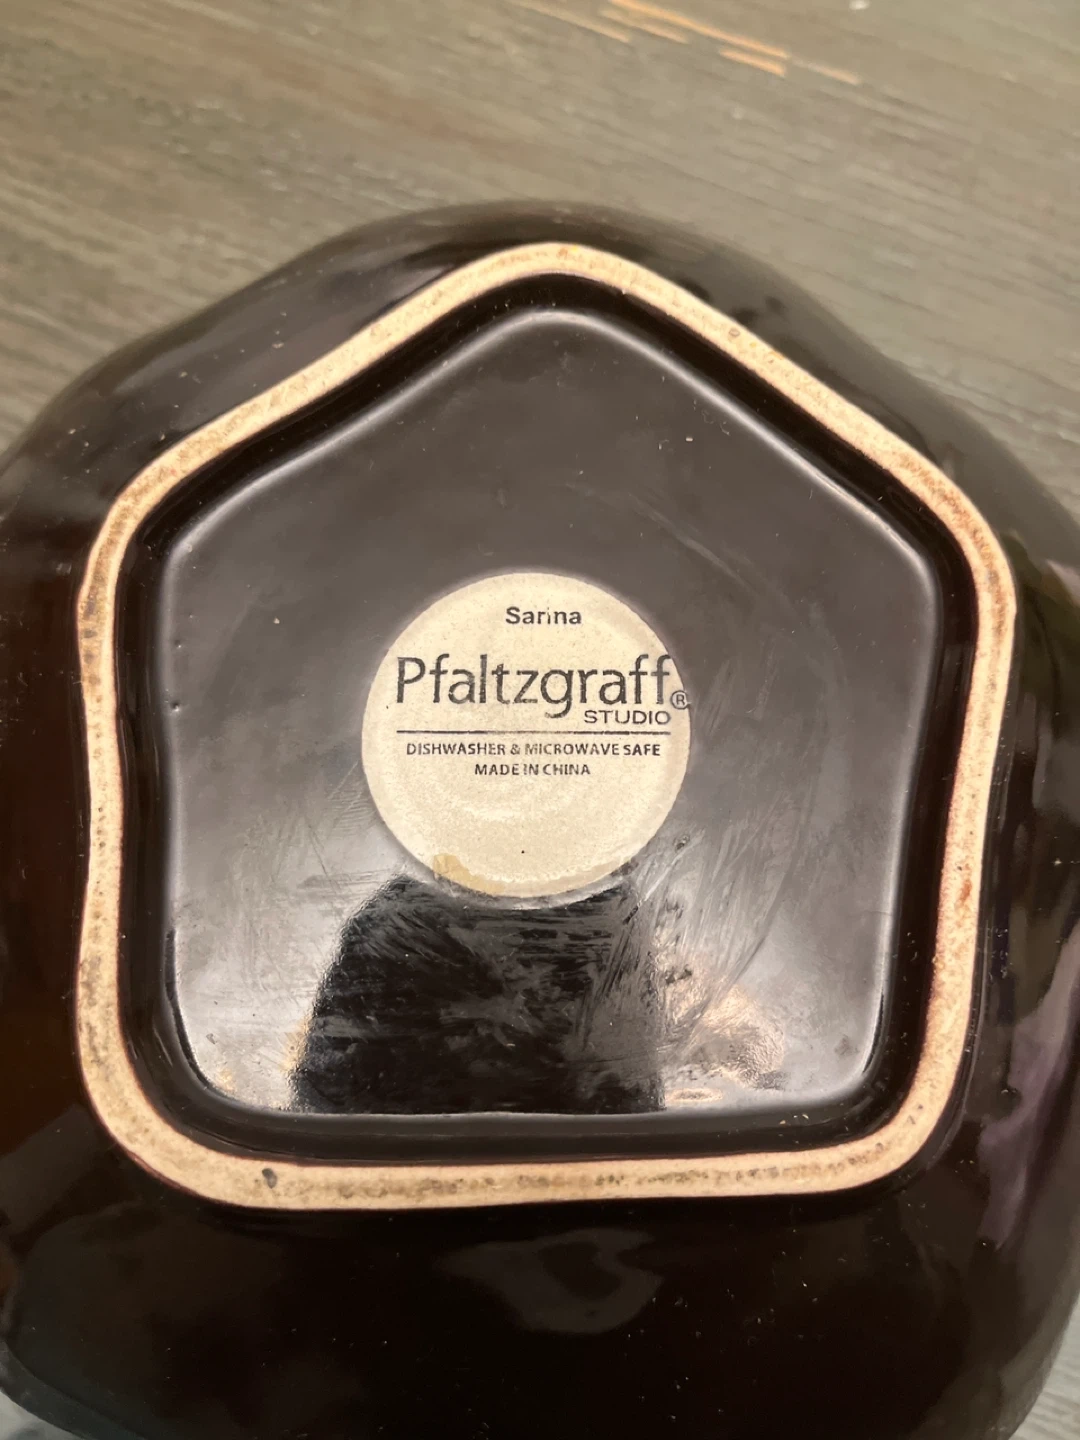 Sarina
Pfaltzgraff®
STUDIO
DISHWASHER & MICROWAVE SAFE
MADE IN CHINA